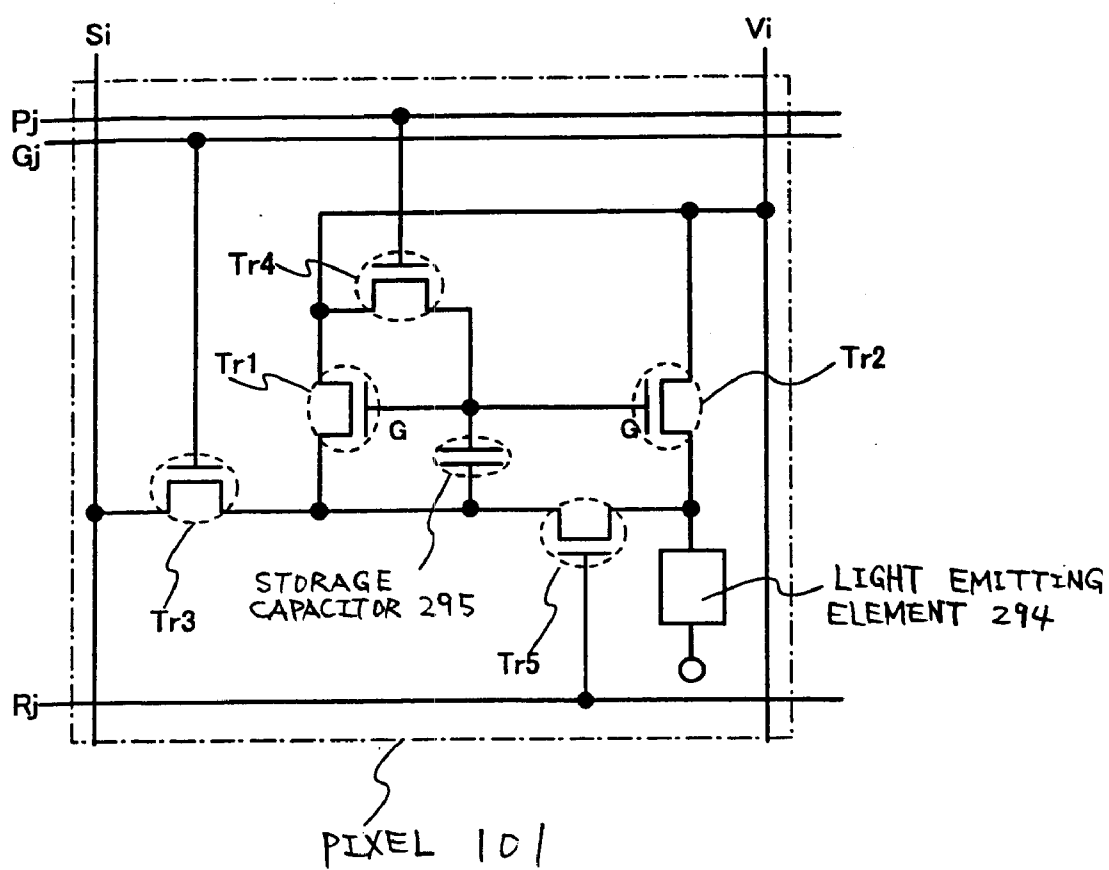 Si
Vi
Pj
Gj
Tr4
Tr1
Tr2
G
G
STORAGE
CAPACITOR 295
LIGHT EMITTING
ELEMENT 294
Tr3
Tr5
Rj
PIXEL 101